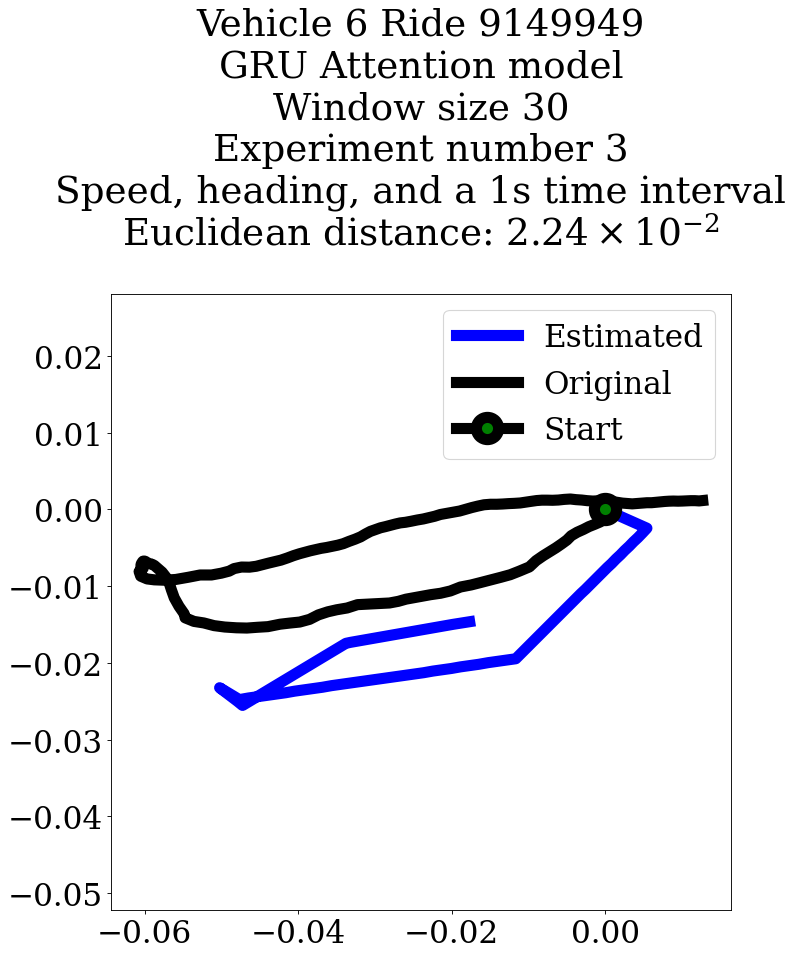 Vehicle 6 Ride 9149949
GRU Attention model
Window size 30
Experiment number 3
Speed, heading, and a 1s time interval
Euclidean distance: 2.24 × 10⁻²
Estimated
Original
Start
0.02
0.01
0.00
−0.01
−0.02
−0.03
−0.04
−0.05
−0.06 −0.04 −0.02 0.00